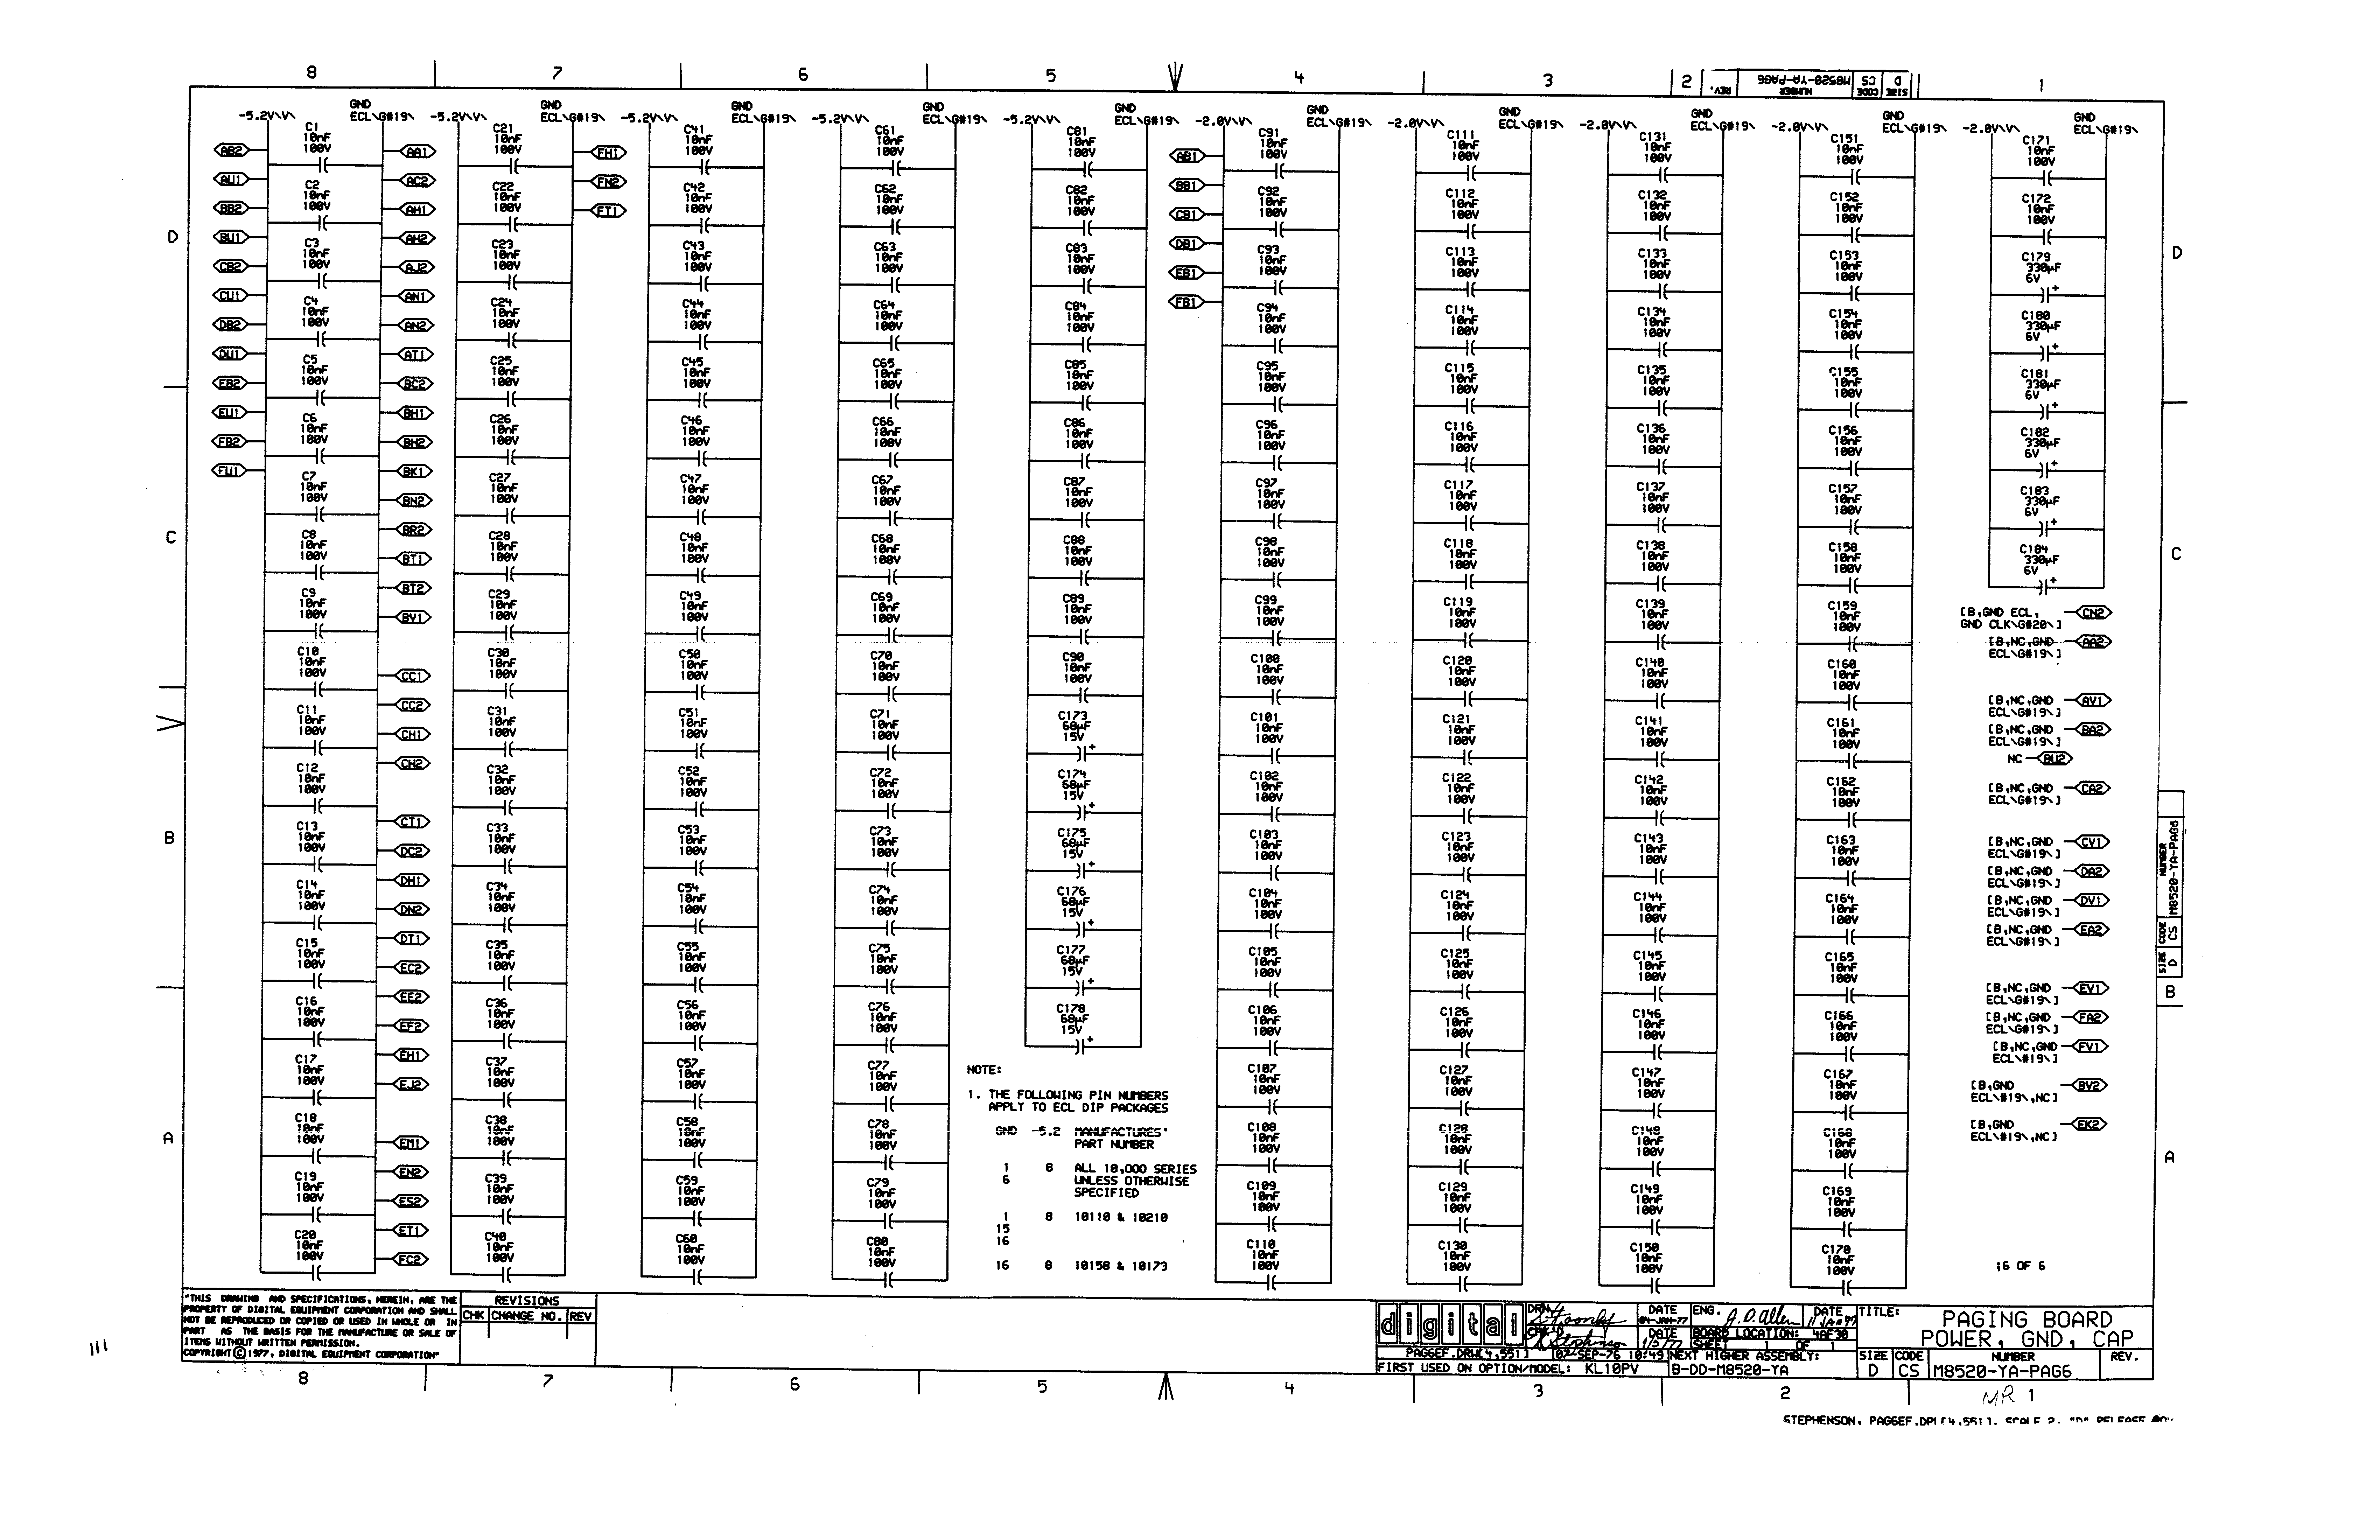 8 7 6 5 4 3 2 1
SIZE D CODE CS NUMBER M8520-YA-PAG6 REV.
-5.2V\V\
GND
ECL\G#19\
AB2
AU1
BB2
BU1
CB2
CU1
DB2
DU1
EB2
EU1
FB2
FU1
C1
10nF
100V
C2
10nF
100V
C3
10nF
100V
C4
10nF
100V
C5
10nF
100V
C6
10nF
100V
C7
10nF
100V
C8
10nF
100V
C9
10nF
100V
C10
10nF
100V
C11
10nF
100V
C12
10nF
100V
C13
10nF
100V
C14
10nF
100V
C15
10nF
100V
C16
10nF
100V
C17
10nF
100V
C18
10nF
100V
C19
10nF
100V
C20
10nF
100V
AA1
AC2
AH1
AH2
AJ2
AN1
AN2
AT1
BC2
BH1
BH2
BK1
BN2
BR2
BT1
BT2
BV1
CC1
CC2
CH1
CH2
CT1
DC2
DH1
DN2
DT1
EC2
EE2
EF2
EH1
EJ2
EM1
EN2
ES2
ET1
FC2
-5.2V\V\
GND
ECL\G#19\
C21
10nF
100V
C22
10nF
100V
C23
10nF
100V
C24
10nF
100V
C25
10nF
100V
C26
10nF
100V
C27
10nF
100V
C28
10nF
100V
C29
10nF
100V
C30
10nF
100V
C31
10nF
100V
C32
10nF
100V
C33
10nF
100V
C34
10nF
100V
C35
10nF
100V
C36
10nF
100V
C37
10nF
100V
C38
10nF
100V
C39
10nF
100V
C40
10nF
100V
FH1
FN2
FT1
-5.2V\V\
GND
ECL\G#19\
C41
10nF
100V
C42
10nF
100V
C43
10nF
100V
C44
10nF
100V
C45
10nF
100V
C46
10nF
100V
C47
10nF
100V
C48
10nF
100V
C49
10nF
100V
C50
10nF
100V
C51
10nF
100V
C52
10nF
100V
C53
10nF
100V
C54
10nF
100V
C55
10nF
100V
C56
10nF
100V
C57
10nF
100V
C58
10nF
100V
C59
10nF
100V
C60
10nF
100V
-5.2V\V\
GND
ECL\G#19\
C61
10nF
100V
C62
10nF
100V
C63
10nF
100V
C64
10nF
100V
C65
10nF
100V
C66
10nF
100V
C67
10nF
100V
C68
10nF
100V
C69
10nF
100V
C70
10nF
100V
C71
10nF
100V
C72
10nF
100V
C73
10nF
100V
C74
10nF
100V
C75
10nF
100V
C76
10nF
100V
C77
10nF
100V
C78
10nF
100V
C79
10nF
100V
C80
10nF
100V
-5.2V\V\
GND
ECL\G#19\
C81
10nF
100V
C82
10nF
100V
C83
10nF
100V
C84
10nF
100V
C85
10nF
100V
C86
10nF
100V
C87
10nF
100V
C88
10nF
100V
C89
10nF
100V
C90
10nF
100V
C173
68µF
15V
+
C174
68µF
15V
+
C175
68µF
15V
+
C176
68µF
15V
+
C177
68µF
15V
+
C178
68µF
15V
+
NOTE:
1. THE FOLLOWING PIN NUMBERS
APPLY TO ECL DIP PACKAGES
GND -5.2 MANUFACTURES'
PART NUMBER
1 8 ALL 10,000 SERIES
6 UNLESS OTHERWISE
SPECIFIED
1 8 10110 & 10210
15
16
16 8 10158 & 10173
AB1
BB1
CB1
DB1
EB1
FB1
-2.0V\V\
GND
ECL\G#19\
C91
10nF
100V
C92
10nF
100V
C93
10nF
100V
C94
10nF
100V
C95
10nF
100V
C96
10nF
100V
C97
10nF
100V
C98
10nF
100V
C99
10nF
100V
C100
10nF
100V
C101
10nF
100V
C102
10nF
100V
C103
10nF
100V
C104
10nF
100V
C105
10nF
100V
C106
10nF
100V
C107
10nF
100V
C108
10nF
100V
C109
10nF
100V
C110
10nF
100V
-2.0V\V\
GND
ECL\G#19\
C111
10nF
100V
C112
10nF
100V
C113
10nF
100V
C114
10nF
100V
C115
10nF
100V
C116
10nF
100V
C117
10nF
100V
C118
10nF
100V
C119
10nF
100V
C120
10nF
100V
C121
10nF
100V
C122
10nF
100V
C123
10nF
100V
C124
10nF
100V
C125
10nF
100V
C126
10nF
100V
C127
10nF
100V
C128
10nF
100V
C129
10nF
100V
C130
10nF
100V
-2.0V\V\
GND
ECL\G#19\
C131
10nF
100V
C132
10nF
100V
C133
10nF
100V
C134
10nF
100V
C135
10nF
100V
C136
10nF
100V
C137
10nF
100V
C138
10nF
100V
C139
10nF
100V
C140
10nF
100V
C141
10nF
100V
C142
10nF
100V
C143
10nF
100V
C144
10nF
100V
C145
10nF
100V
C146
10nF
100V
C147
10nF
100V
C148
10nF
100V
C149
10nF
100V
C150
10nF
100V
-2.0V\V\
GND
ECL\G#19\
C151
10nF
100V
C152
10nF
100V
C153
10nF
100V
C154
10nF
100V
C155
10nF
100V
C156
10nF
100V
C157
10nF
100V
C158
10nF
100V
C159
10nF
100V
C160
10nF
100V
C161
10nF
100V
C162
10nF
100V
C163
10nF
100V
C164
10nF
100V
C165
10nF
100V
C166
10nF
100V
C167
10nF
100V
C168
10nF
100V
C169
10nF
100V
C170
10nF
100V
-2.0V\V\
GND
ECL\G#19\
C171
10nF
100V
C172
10nF
100V
C179
330µF
6V
+
C180
330µF
6V
+
C181
330µF
6V
+
C182
330µF
6V
+
C183
330µF
6V
+
C184
330µF
6V
+
[B,GND ECL, CN2
GND CLK\G#20\]
[B,NC,GND AA2
ECL\G#19\]
[B,NC,GND AV1
ECL\G#19\]
[B,NC,GND BA2
ECL\G#19\]
NC BU2
[B,NC,GND CA2
ECL\G#19\]
[B,NC,GND CV1
ECL\G#19\]
[B,NC,GND DA2
ECL\G#19\]
[B,NC,GND DV1
ECL\G#19\]
[B,NC,GND EA2
ECL\G#19\]
[B,NC,GND EV1
ECL\G#19\]
[B,NC,GND FA2
ECL\G#19\]
[B,NC,GND FV1
ECL\#19\]
[B,GND BV2
ECL\#19\,NC]
[B,GND EK2
ECL\#19\,NC]
;6 OF 6
D
C
B
A
D
C
B
A
SIZE D CODE CS NUMBER M8520-YA-PAG6
"THIS DRAWING AND SPECIFICATIONS, HEREIN, ARE THE
PROPERTY OF DIGITAL EQUIPMENT CORPORATION AND SHALL
NOT BE REPRODUCED OR COPIED OR USED IN WHOLE OR IN
PART AS THE BASIS FOR THE MANUFACTURE OR SALE OF
ITEMS WITHOUT WRITTEN PERMISSION.
COPYRIGHT © 1977, DIGITAL EQUIPMENT CORPORATION"
REVISIONS
CHK CHANGE NO. REV
digital
DRN.
DATE
04-JAN-77
CHK'D
Stephenson
DATE
1/3/77
ENG.
J.D. Allen
DATE
11 JAN 77
BOARD LOCATION: 4AF30
SHEET 1 OF 1
PAG6EF.DRW[4,551] 02-SEP-76 10:49
NEXT HIGHER ASSEMBLY:
FIRST USED ON OPTION/MODEL: KL10PV
B-DD-M8520-YA
TITLE:
PAGING BOARD
POWER, GND, CAP
SIZE CODE NUMBER REV.
D CS M8520-YA-PAG6
111
8 7 6 5 4 3 2 1
MR
STEPHENSON, PAG6EF.DPL[4,551], SCALE 2, "D" RELEASE